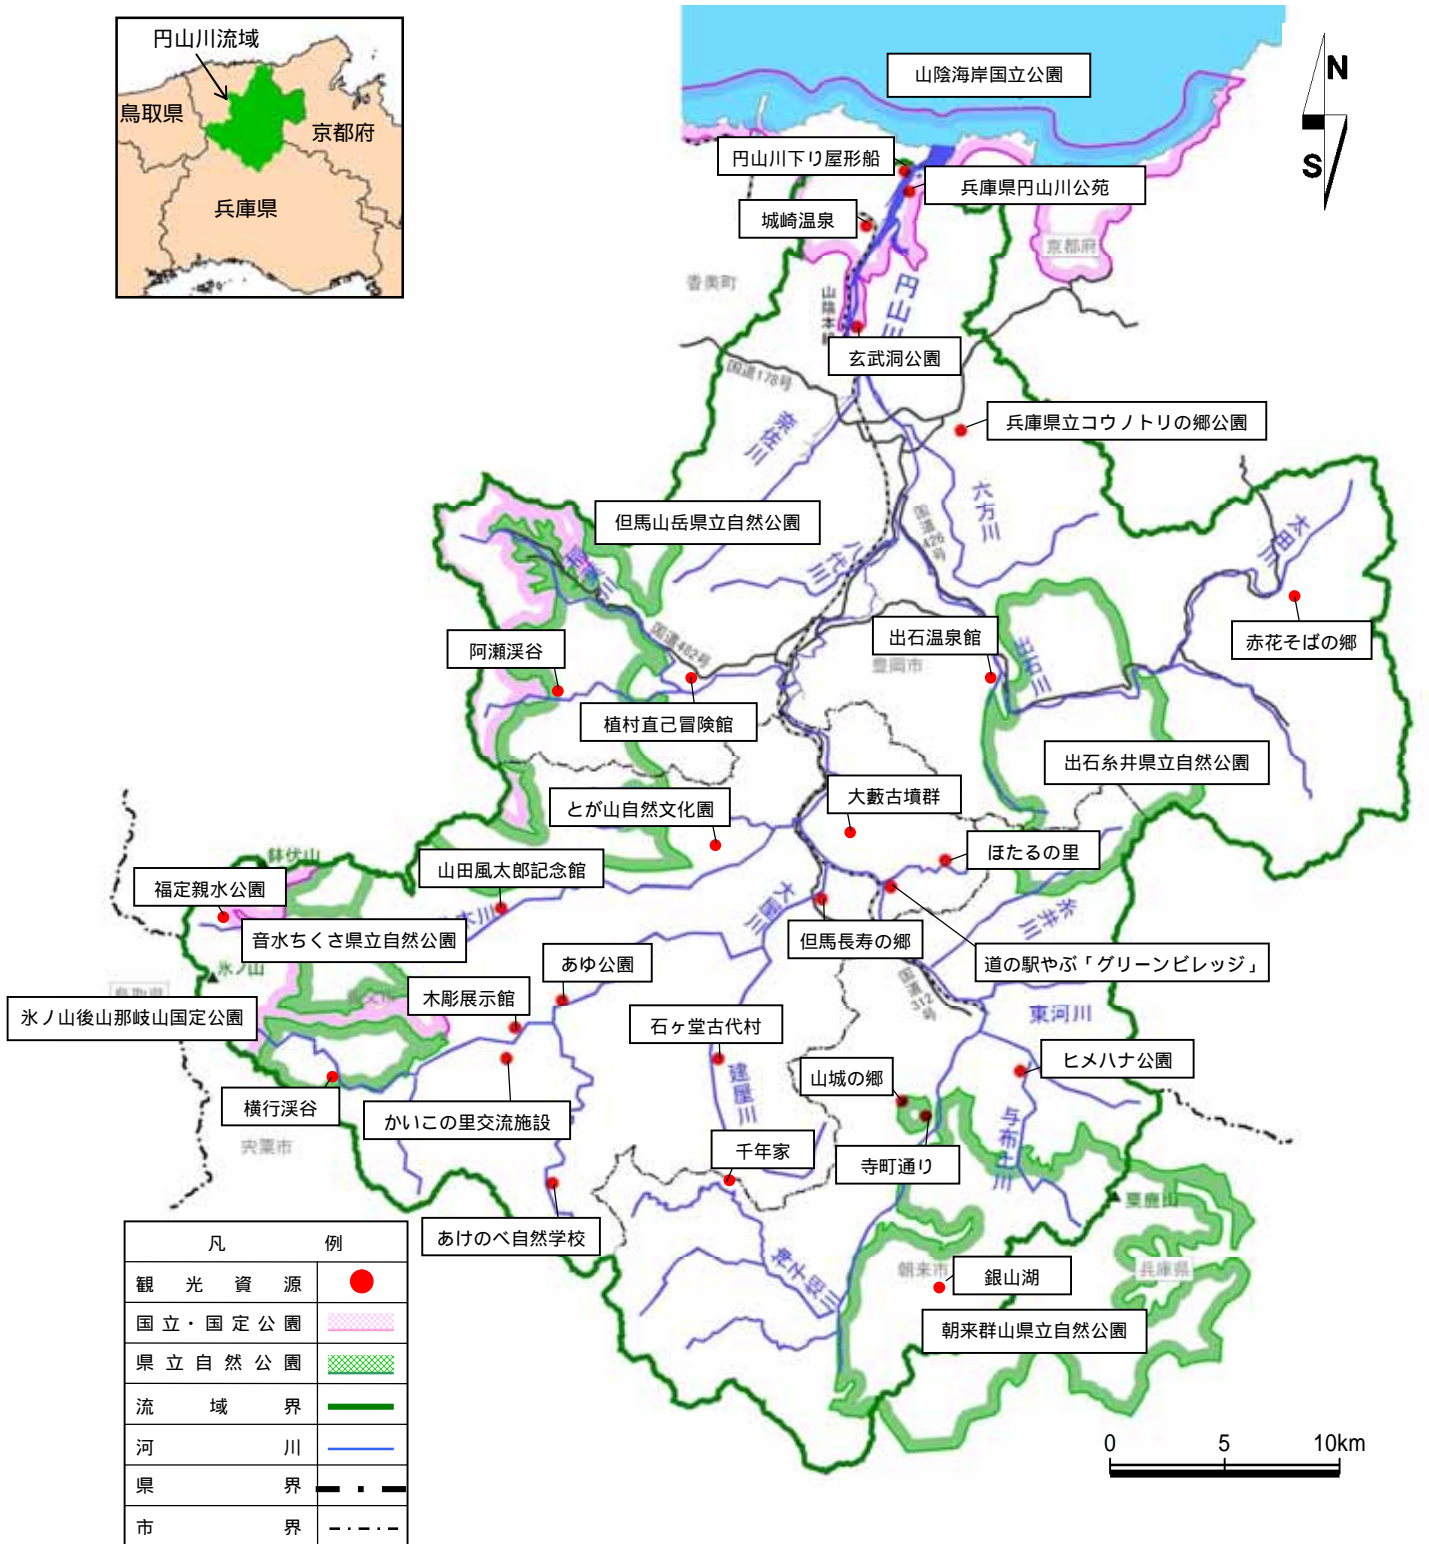 円山川流域
鳥取県
京都府
兵庫県
山陰海岸国立公園
N
S
円山川下り屋形船
兵庫県円山川公苑
城崎温泉
京都府
香美町
山陰本線
玄武洞公園
国道178号
兵庫県立コウノトリの郷公園
奈佐川
六方川
但馬山岳県立自然公園
国道426号
八代川
太田川
赤花そばの郷
出石温泉館
豊岡市
出石川
国道482号
阿瀬渓谷
植村直己冒険館
出石糸井県立自然公園
大藪古墳群
とが山自然文化園
ほたるの里
鉢伏山
山田風太郎記念館
福定親水公園
大屋川
糸井川
音水ちくさ県立自然公園
但馬長寿の郷
道の駅やぶ「グリーンビレッジ」
氷ノ山
あゆ公園
鳥取県
木彫展示館
国道312号
氷ノ山後山那岐山国定公園
石ヶ堂古代村
東河川
ヒメハナ公園
山城の郷
建屋川
横行渓谷
かいこの里交流施設
与布土川
宍粟市
千年家
寺町通り
粟鹿山
あけのべ自然学校
神子畑川
朝来市
銀山湖
兵庫県
朝来群山県立自然公園
凡例
観光資源
国立・国定公園
県立自然公園
流域界
河川
県界
市界
0 5 10km